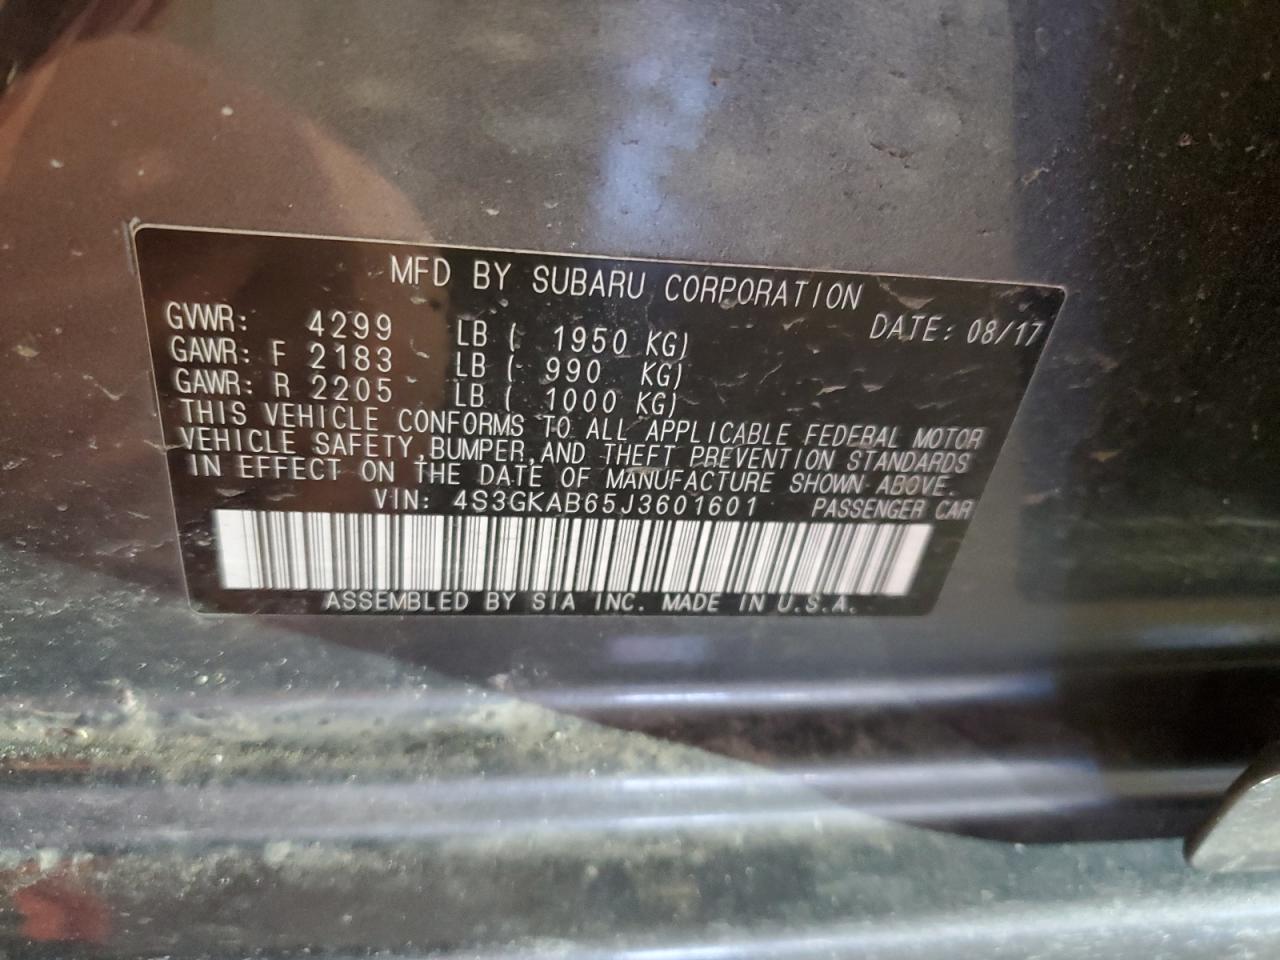 MFD BY SUBARU CORPORATION
DATE: 08/17
GVWR: 4299 LB ( 1950 KG)
GAWR: F 2183 LB ( 990 KG)
GAWR: R 2205 LB ( 1000 KG)
THIS VEHICLE CONFORMS TO ALL APPLICABLE FEDERAL MOTOR
VEHICLE SAFETY,BUMPER,AND THEFT PREVENTION STANDARDS
IN EFFECT ON THE DATE OF MANUFACTURE SHOWN ABOVE.
VIN: 4S3GKAB65J3601601 PASSENGER CAR
ASSEMBLED BY SIA INC. MADE IN U.S.A.